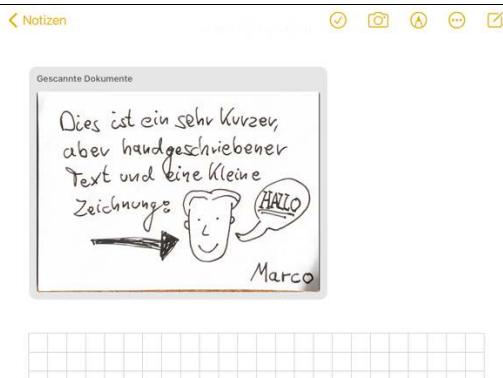 Notizen
Gescannte Dokumente
Dies ist ein sehr Kurzer,
aber handgeschriebener
Text und eine Kleine
Zeichnung:
HALLO
Marco